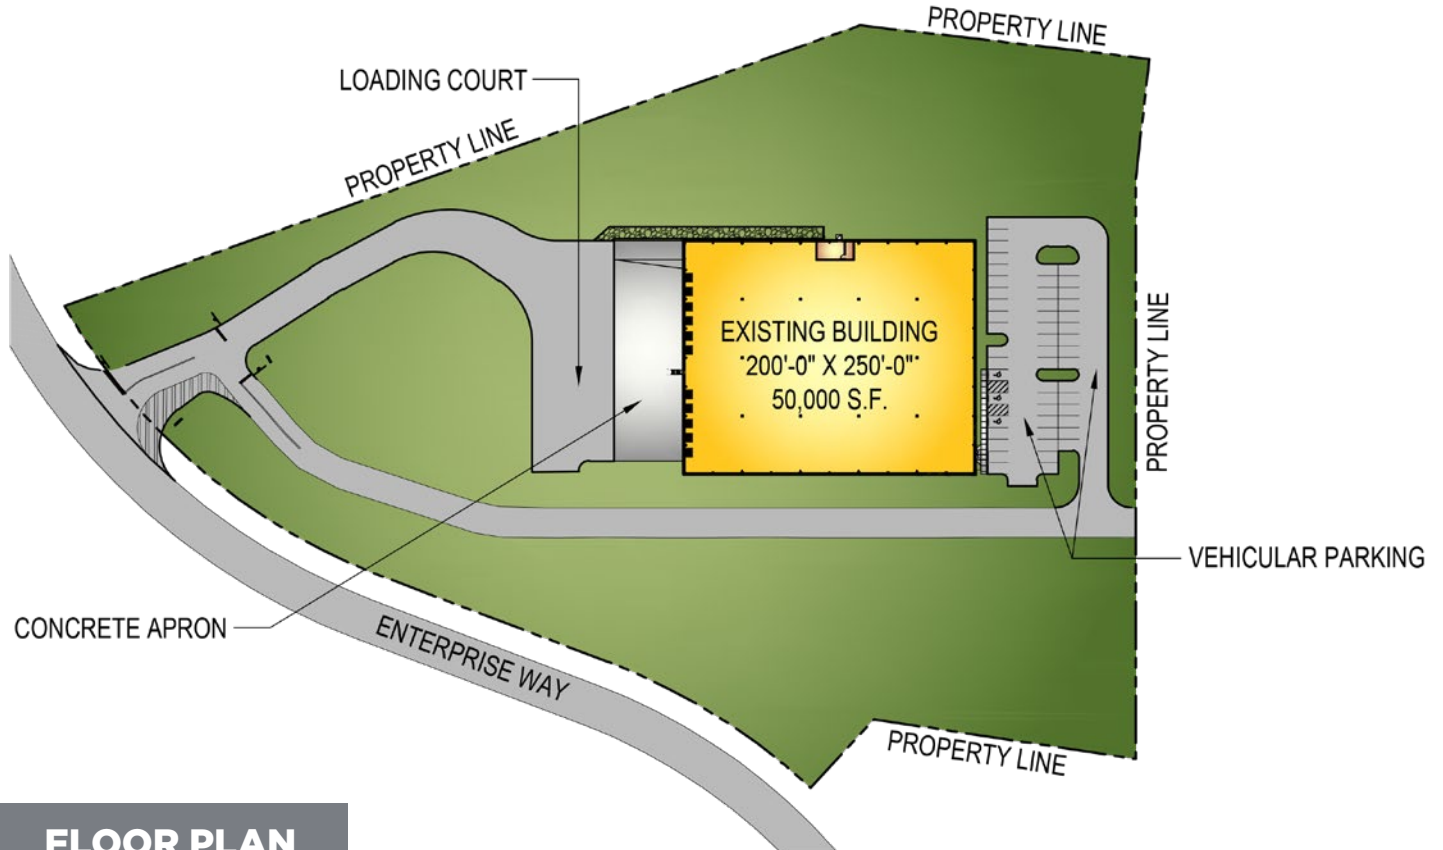 PROPERTY LINE
LOADING COURT
PROPERTY LINE
EXISTING BUILDING
200'-0" X 250'-0"
50,000 S.F.
PROPERTY LINE
VEHICULAR PARKING
CONCRETE APRON
ENTERPRISE WAY
PROPERTY LINE
FLOOR PLAN